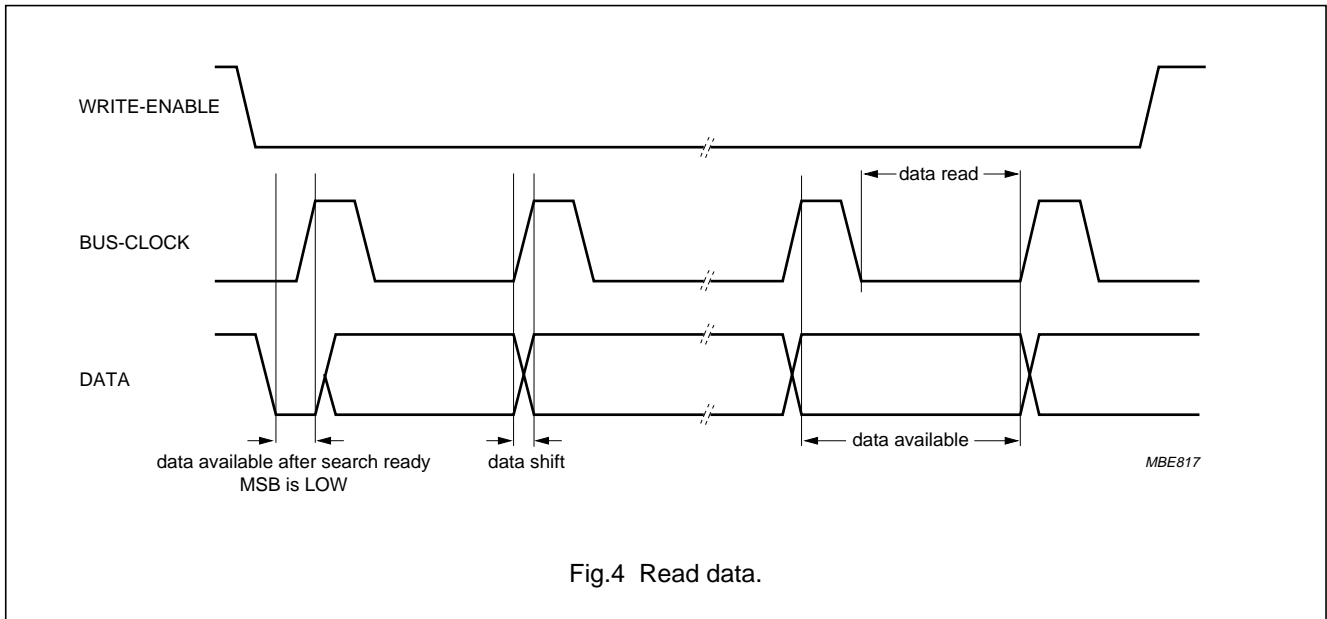 WRITE-ENABLE
data read
BUS-CLOCK
DATA
data available
data available after search ready
MSB is LOW
data shift
MBE817
Fig.4 Read data.